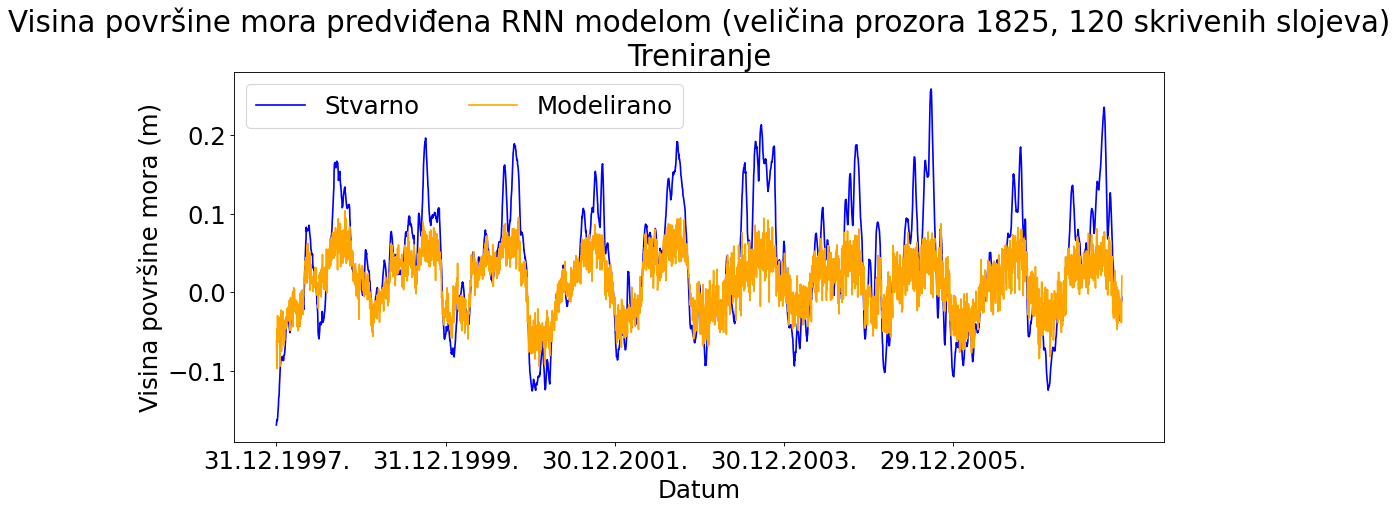 Visina površine mora predviđena RNN modelom (veličina prozora 1825, 120 skrivenih slojeva)
Treniranje
Stvarno Modelirano
Visina površine mora (m)
0.2
0.1
0.0
−0.1
31.12.1997. 31.12.1999. 30.12.2001. 30.12.2003. 29.12.2005.
Datum